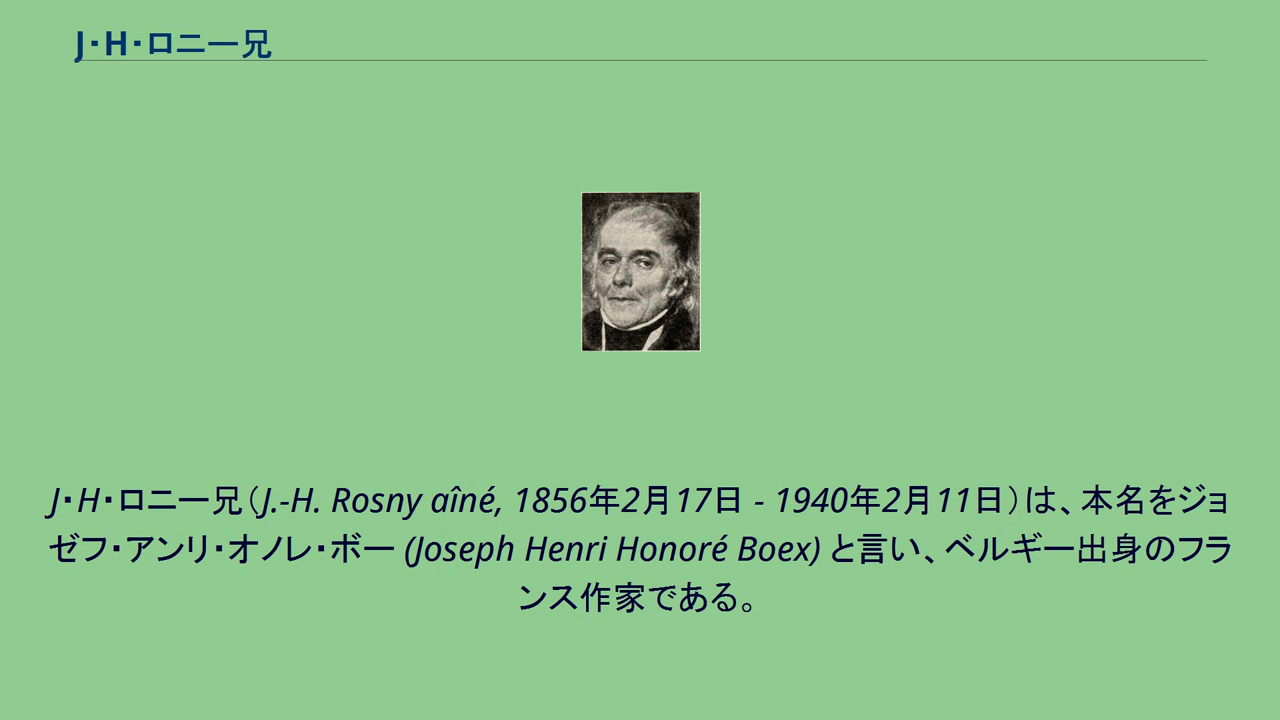 J・H・ロニー兄
J・H・ロニー兄（J.-H. Rosny aîné, 1856年2月17日 - 1940年2月11日）は、本名をジョ
ゼフ・アンリ・オノレ・ボー (Joseph Henri Honoré Boex) と言い、ベルギー出身のフラ
ンス作家である。